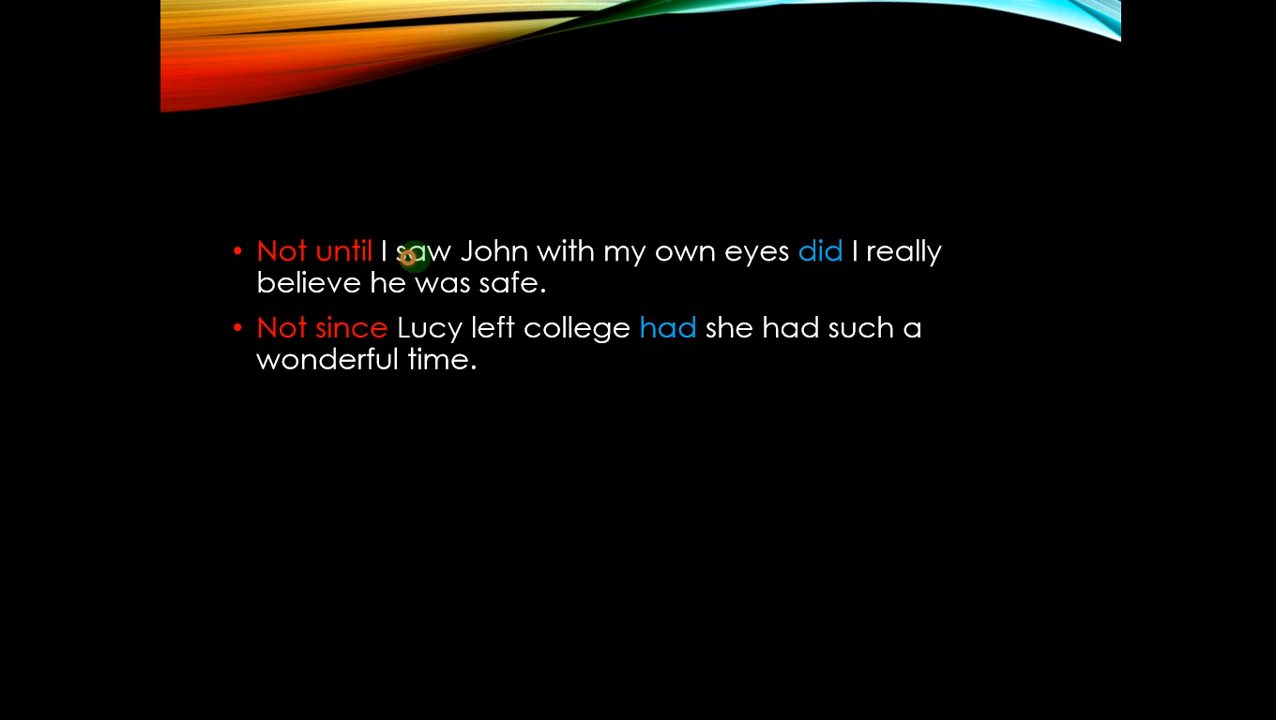 • Not until I saw John with my own eyes did I really
believe he was safe.
• Not since Lucy left college had she had such a
wonderful time.